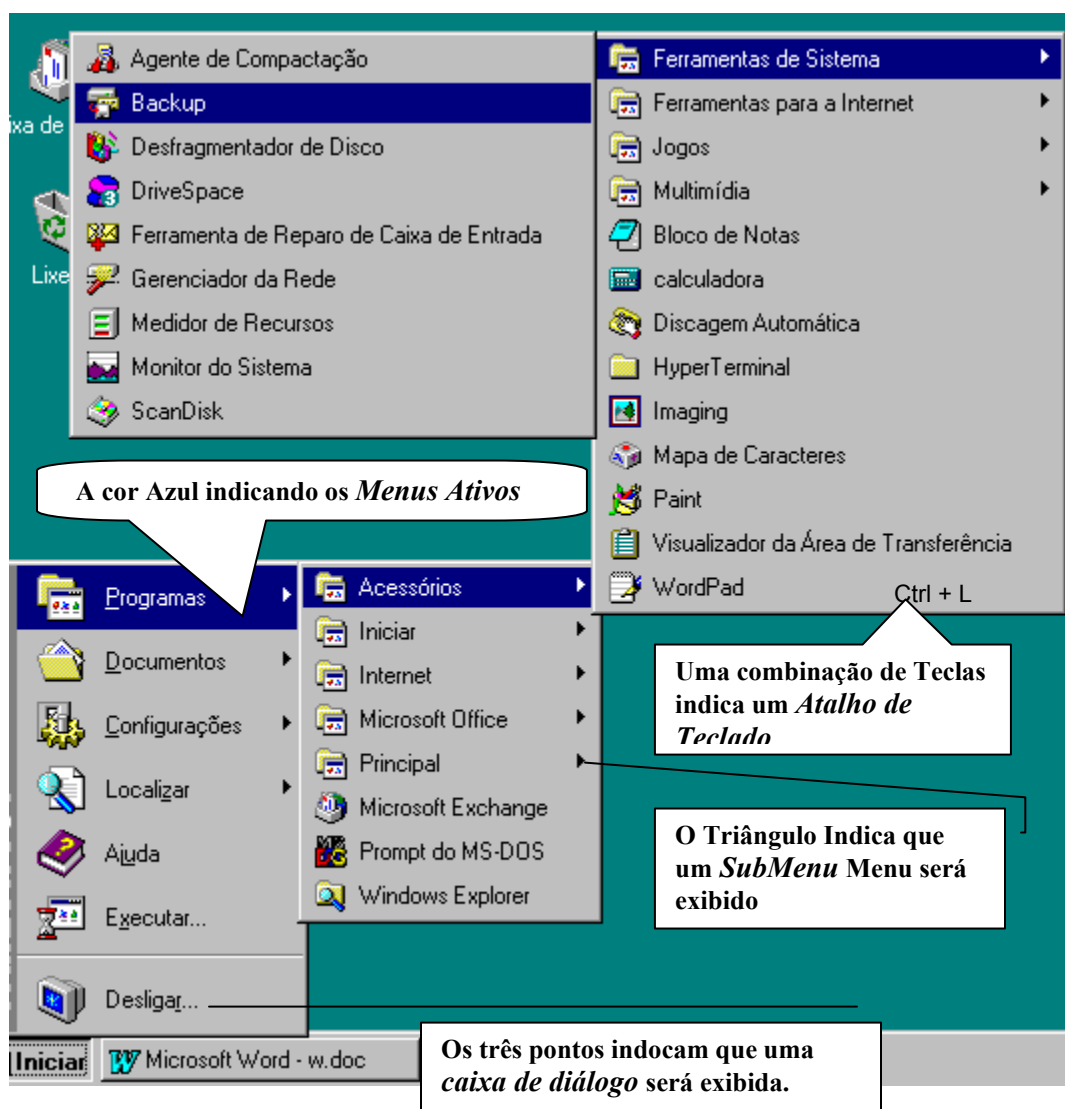 Agente de Compactação
Backup
Desfragmentador de Disco
DriveSpace
Ferramenta de Reparo de Caixa de Entrada
Gerenciador da Rede
Medidor de Recursos
Monitor do Sistema
ScanDisk
ixa de
Lixe
Ferramentas de Sistema
Ferramentas para a Internet
Jogos
Multimídia
Bloco de Notas
calculadora
Discagem Automática
HyperTerminal
Imaging
Mapa de Caracteres
Paint
Visualizador da Área de Transferência
WordPad Ctrl + L
A cor Azul indicando os Menus Ativos
Uma combinação de Teclas
indica um Atalho de
Teclado
Programas
Documentos
Configurações
Localizar
Ajuda
Executar...
Desligar...
Acessórios
Iniciar
Internet
Microsoft Office
Principal
Microsoft Exchange
Prompt do MS-DOS
Windows Explorer
O Triângulo Indica que
um SubMenu Menu será
exibido
Os três pontos indocam que uma
caixa de diálogo será exibida.
Iniciar
Microsoft Word - w.doc